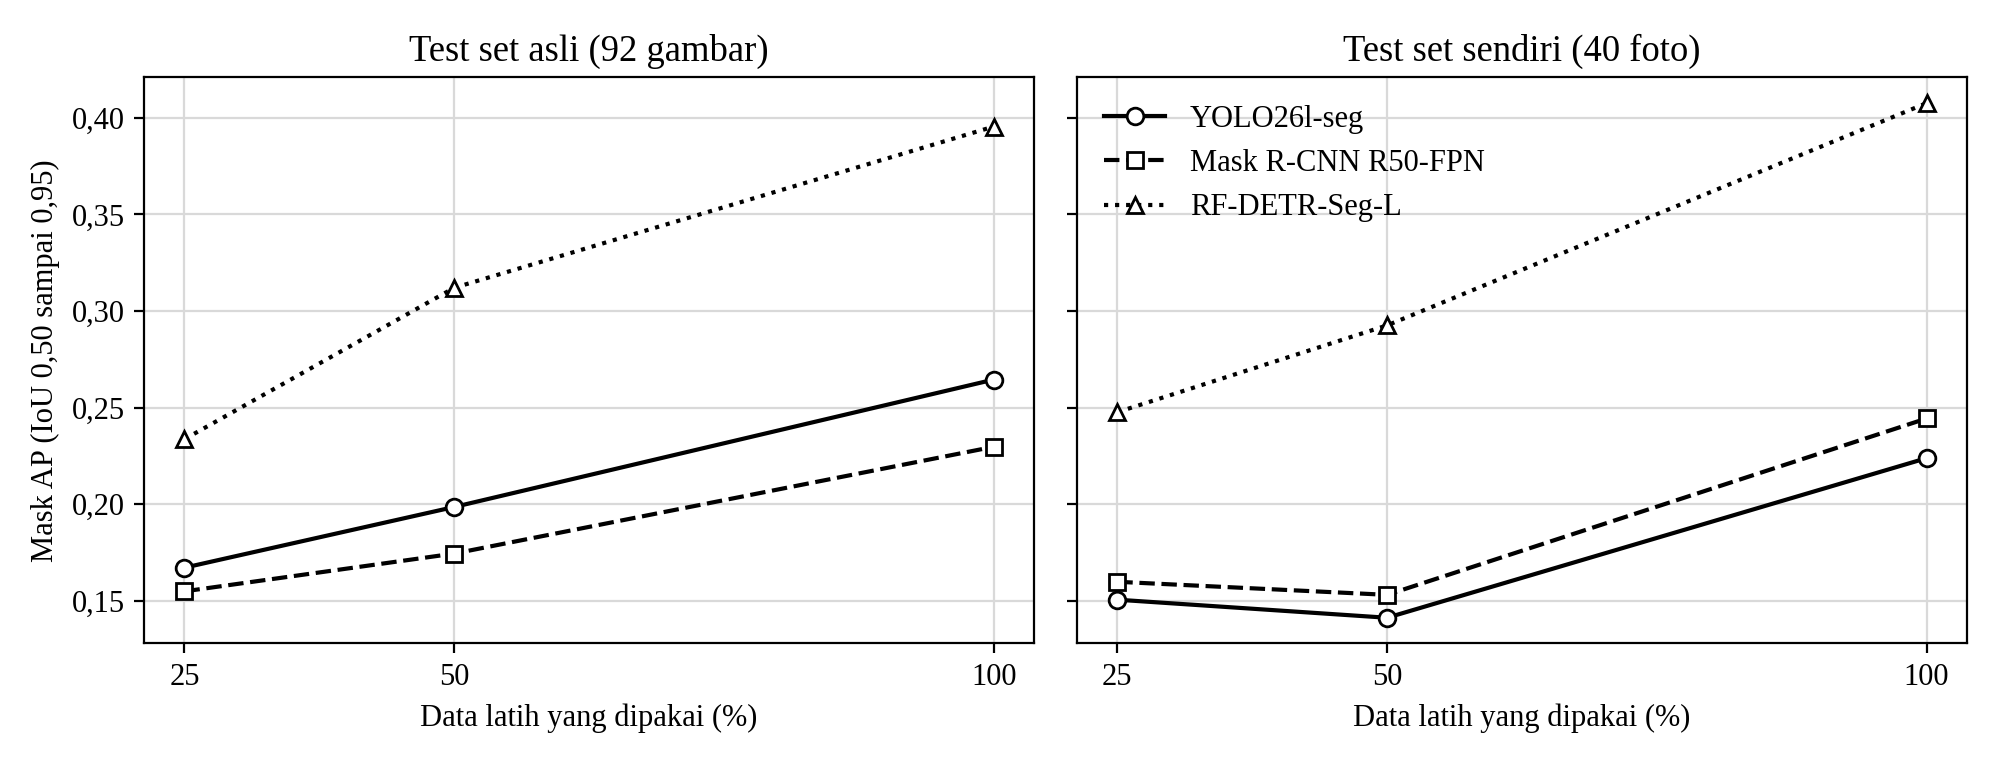 Test set asli (92 gambar)
Mask AP (IoU 0,50 sampai 0,95)
0,40
0,35
0,30
0,25
0,20
0,15
25
50
100
Data latih yang dipakai (%)
Test set sendiri (40 foto)
YOLO26l-seg
Mask R-CNN R50-FPN
RF-DETR-Seg-L
25
50
100
Data latih yang dipakai (%)